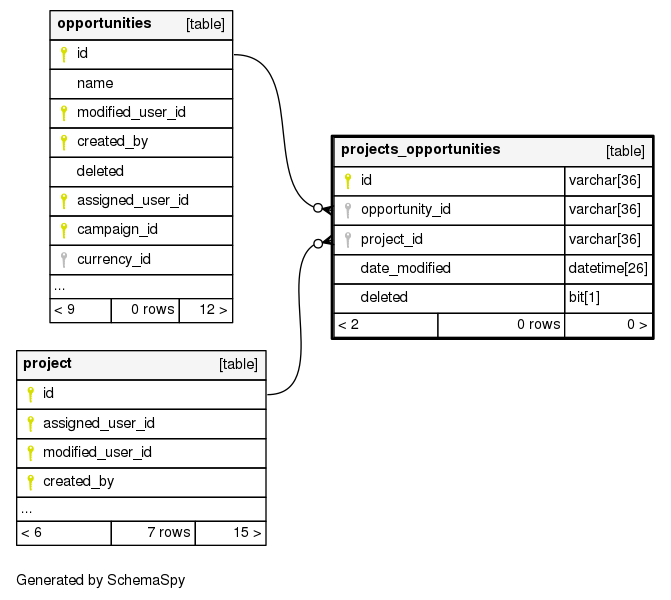 opportunities [table]
id
name
modified_user_id
created_by
deleted
assigned_user_id
campaign_id
currency_id
...
< 9 0 rows 12 >
projects_opportunities [table]
id varchar[36]
opportunity_id varchar[36]
project_id varchar[36]
date_modified datetime[26]
deleted bit[1]
< 2 0 rows 0 >
project [table]
id
assigned_user_id
modified_user_id
created_by
...
< 6 7 rows 15 >
Generated by SchemaSpy